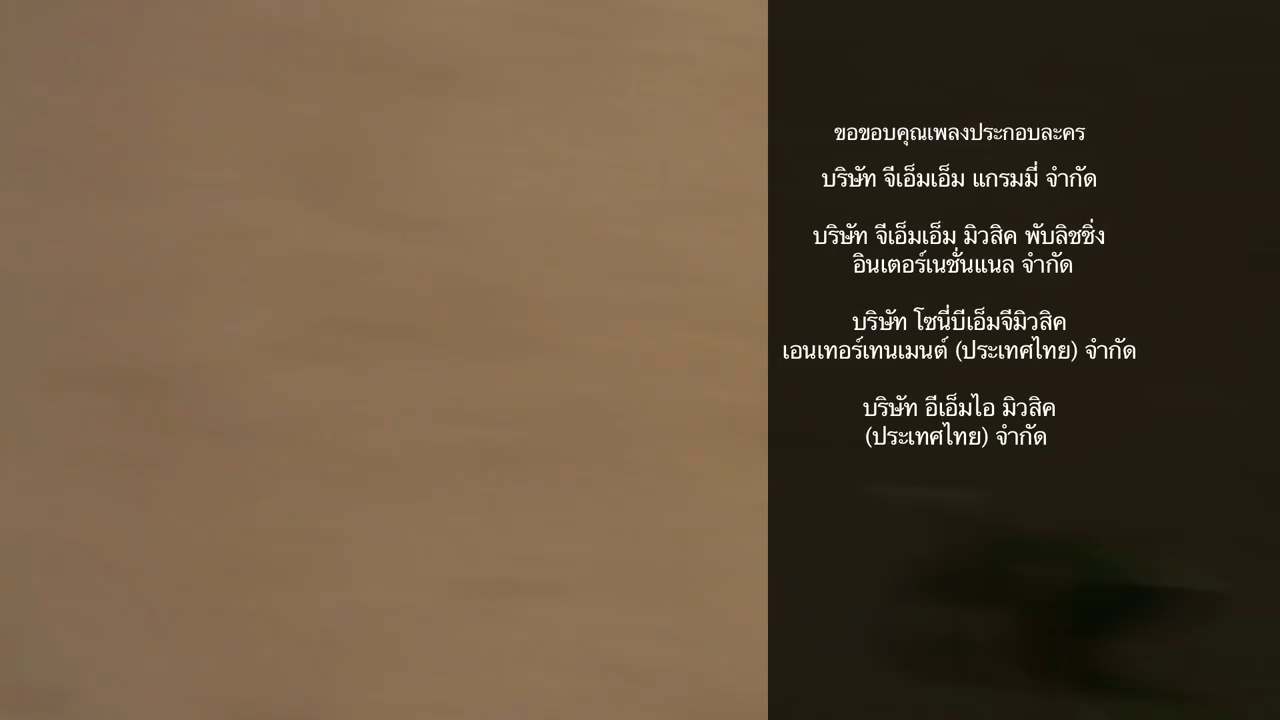 ขอขอบคุณเพลงประกอบละคร
บริษัท จีเอ็มเอ็ม แกรมมี่ จำกัด
บริษัท จีเอ็มเอ็ม มิวสิค พับลิชชิ่ง
อินเตอร์เนชั่นแนล จำกัด
บริษัท โซนี่บีเอ็มจีมิวสิค
เอนเทอร์เทนเมนต์ (ประเทศไทย) จำกัด
บริษัท อีเอ็มไอ มิวสิค
(ประเทศไทย) จำกัด